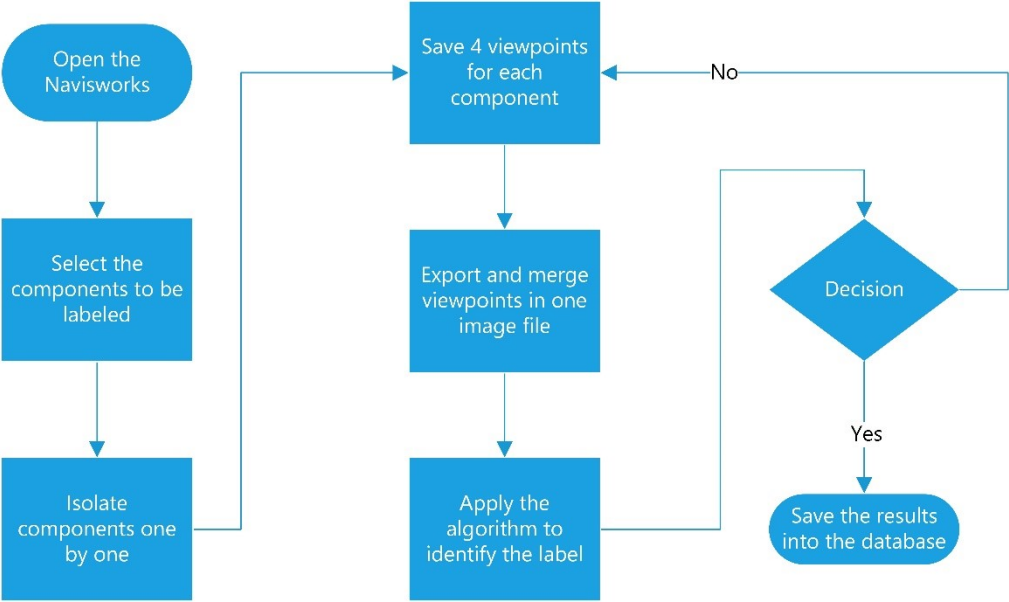 Open the
Navisworks
Select the
components to be
labeled
Isolate
components one
by one
Save 4 viewpoints
for each
component
Export and merge
viewpoints in one
image file
Apply the
algorithm to
identify the label
No
Decision
Yes
Save the results
into the database